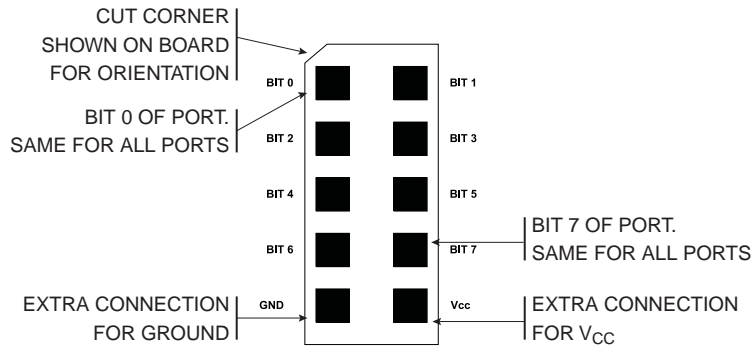 CUT CORNER
SHOWN ON BOARD
FOR ORIENTATION
BIT 0
BIT 1
BIT 0 OF PORT.
SAME FOR ALL PORTS
BIT 2
BIT 3
BIT 4
BIT 5
BIT 6
BIT 7
BIT 7 OF PORT.
SAME FOR ALL PORTS
GND
Vcc
EXTRA CONNECTION
FOR GROUND
EXTRA CONNECTION
FOR VCC